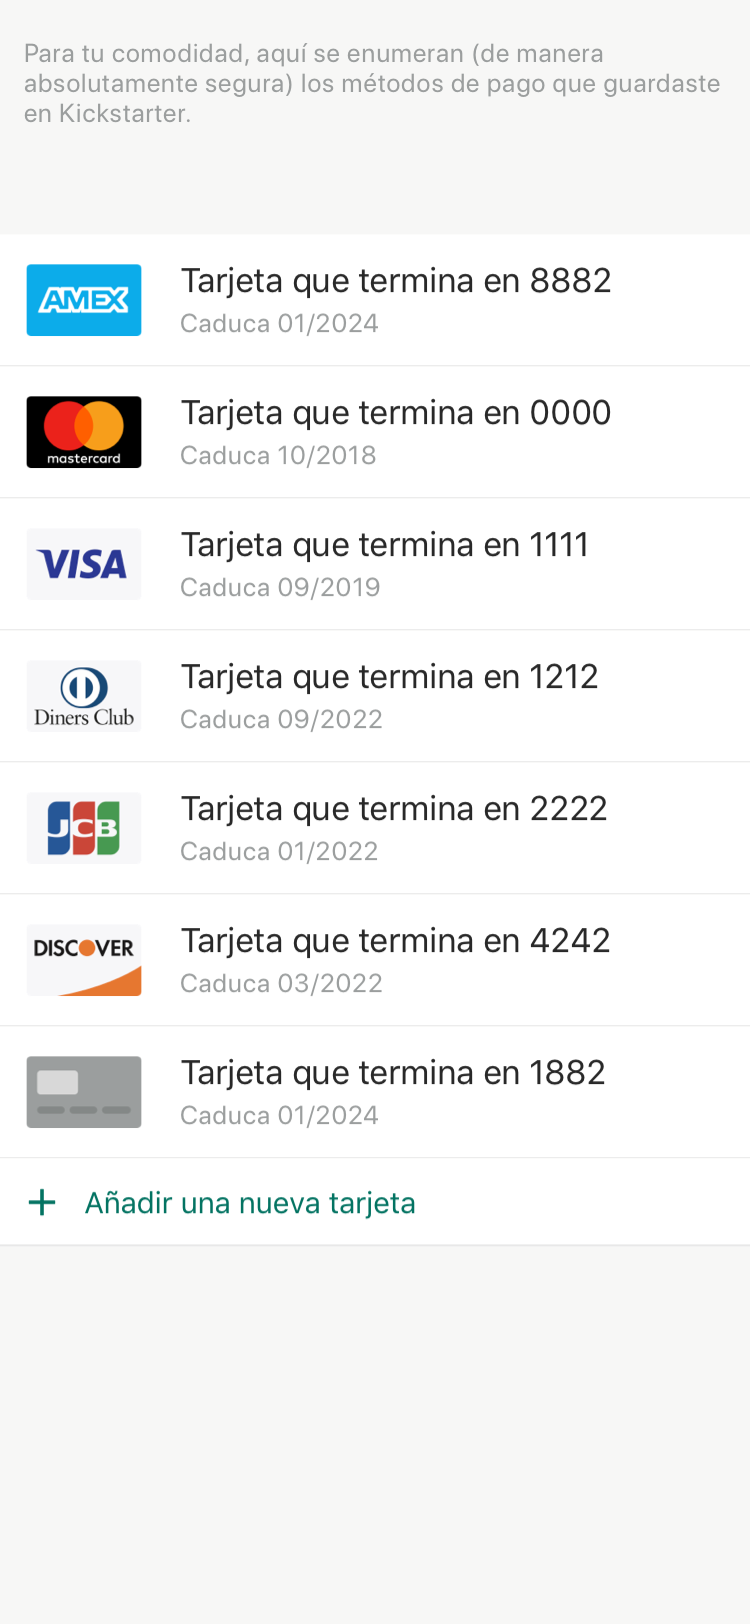 Para tu comodidad, aquí se enumeran (de manera
absolutamente segura) los métodos de pago que guardaste
en Kickstarter.
AMEX
Tarjeta que termina en 8882
Caduca 01/2024
mastercard
Tarjeta que termina en 0000
Caduca 10/2018
VISA
Tarjeta que termina en 1111
Caduca 09/2019
Diners Club
Tarjeta que termina en 1212
Caduca 09/2022
JCB
Tarjeta que termina en 2222
Caduca 01/2022
DISCOVER
Tarjeta que termina en 4242
Caduca 03/2022
Tarjeta que termina en 1882
Caduca 01/2024
+ Añadir una nueva tarjeta